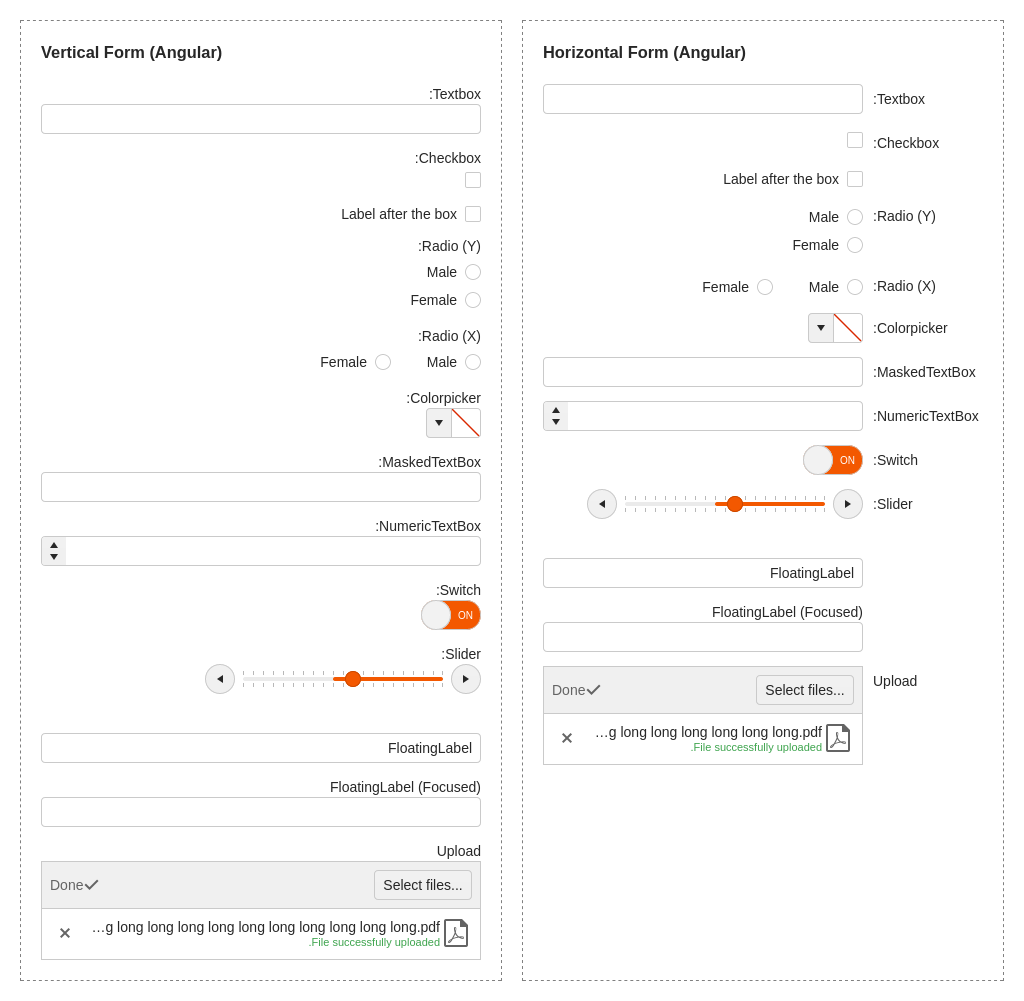 Vertical Form (Angular)
:Textbox
:Checkbox
Label after the box
:Radio (Y)
Male
Female
:Radio (X)
Female Male
:Colorpicker
:MaskedTextBox
:NumericTextBox
:Switch
ON
:Slider
FloatingLabel
FloatingLabel (Focused)
Upload
Done Select files...
...g long long long long long long long long long long.pdf
.File successfully uploaded
Horizontal Form (Angular)
:Textbox
:Checkbox
Label after the box
Male :Radio (Y)
Female
Female Male :Radio (X)
:Colorpicker
:MaskedTextBox
:NumericTextBox
ON :Switch
:Slider
FloatingLabel
FloatingLabel (Focused)
Upload
Done Select files...
...g long long long long long long.pdf
.File successfully uploaded